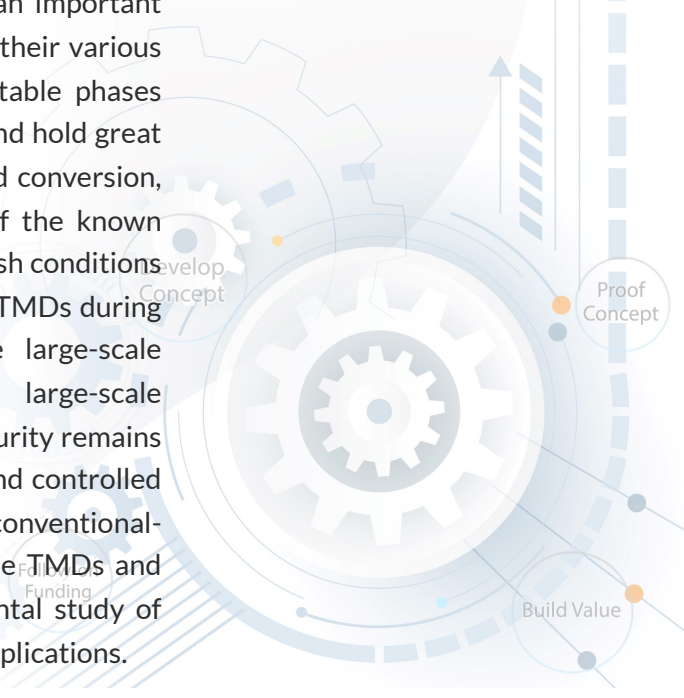 an important
their various
table phases
nd hold great
d conversion,
f the known
sh conditions
TMDs during
e large-scale
large-scale
urity remains
nd controlled
conventional-
e TMDs and
ntal study of
plications.
Develop
Concept
Proof
Concept
Follow on
Funding
Build Value